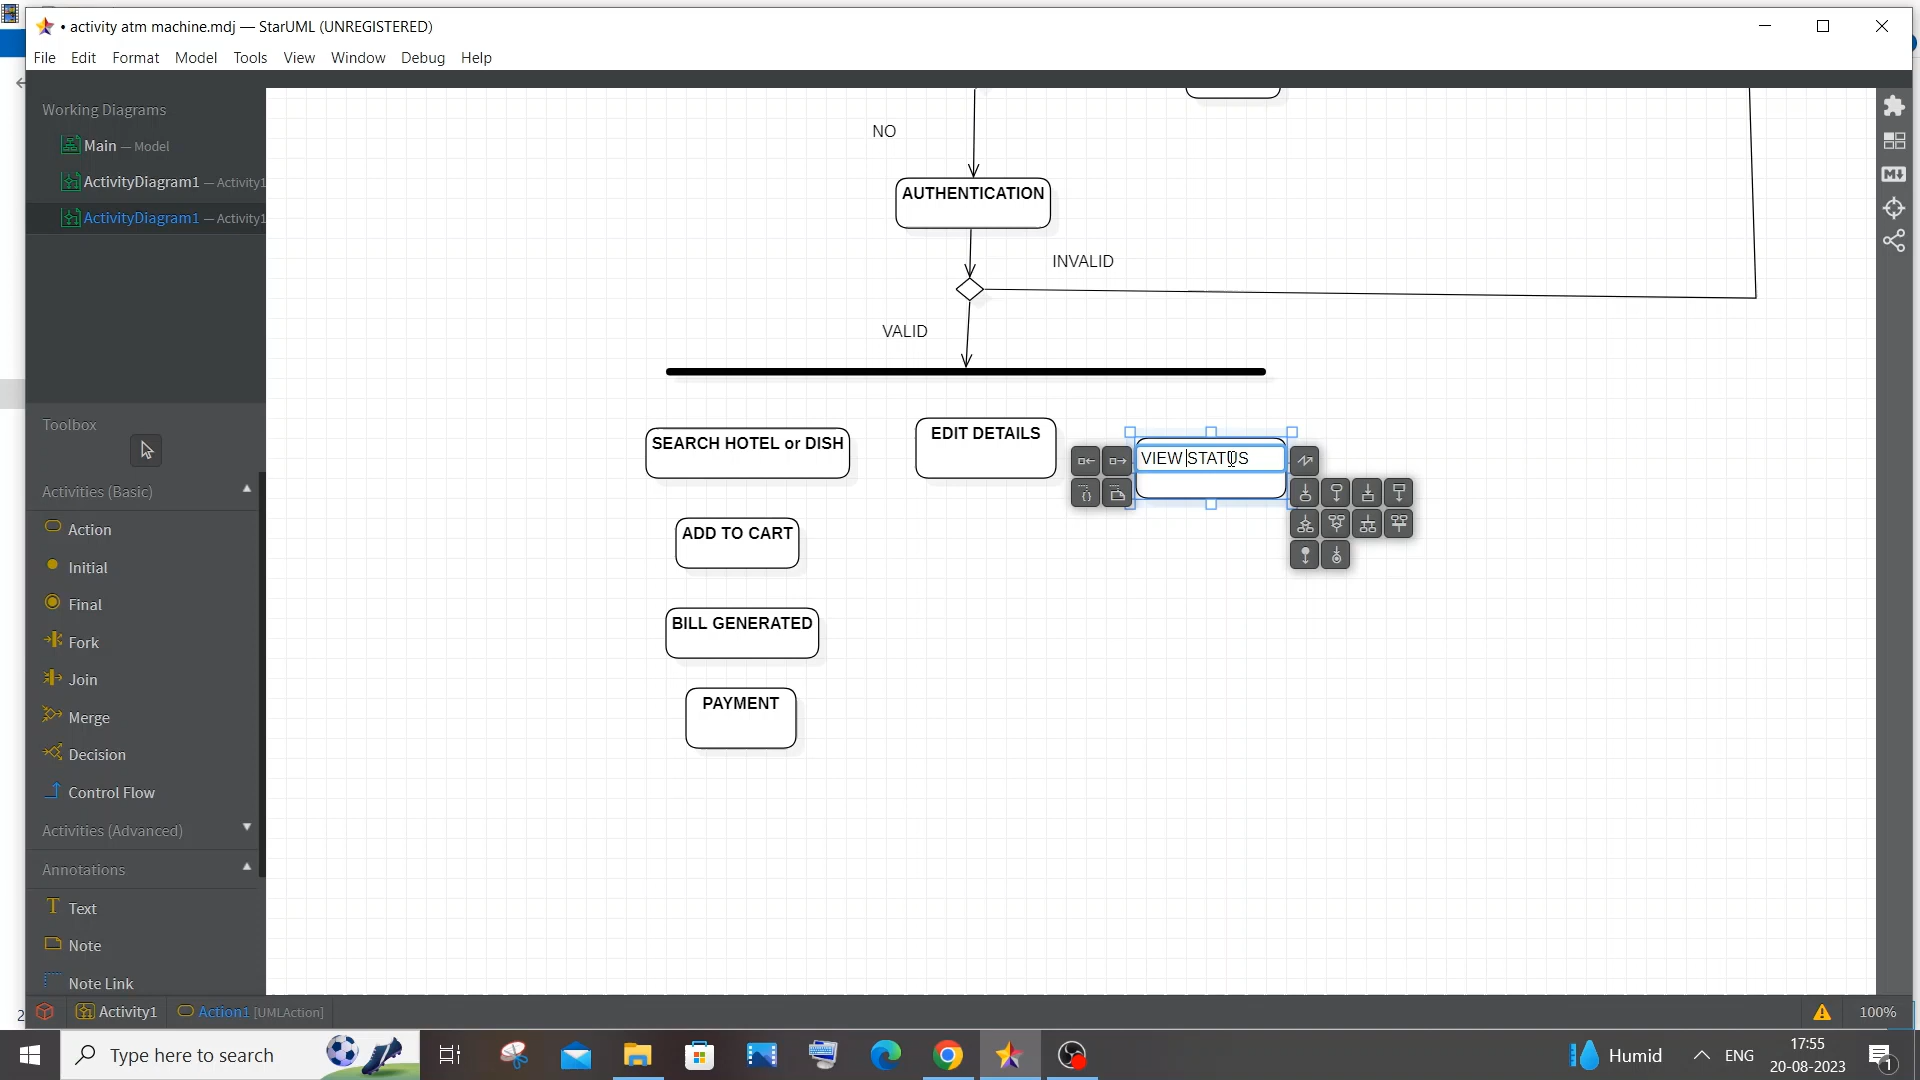 • activity atm machine.mdj — StarUML (UNREGISTERED)
File Edit Format Model Tools View Window Debug Help
Working Diagrams
Main — Model
ActivityDiagram1 — Activity1
ActivityDiagram1 — Activity1
Toolbox
Activities (Basic)
Action
Initial
Final
Fork
Join
Merge
Decision
Control Flow
Activities (Advanced)
Annotations
Text
Note
Note Link
NO
AUTHENTICATION
INVALID
VALID
SEARCH HOTEL or DISH
EDIT DETAILS
VIEW STATUS
ADD TO CART
BILL GENERATED
PAYMENT
M
2
Activity1
Action1 [UMLAction]
100%
Type here to search
Humid
ENG
17:55
20-08-2023
1